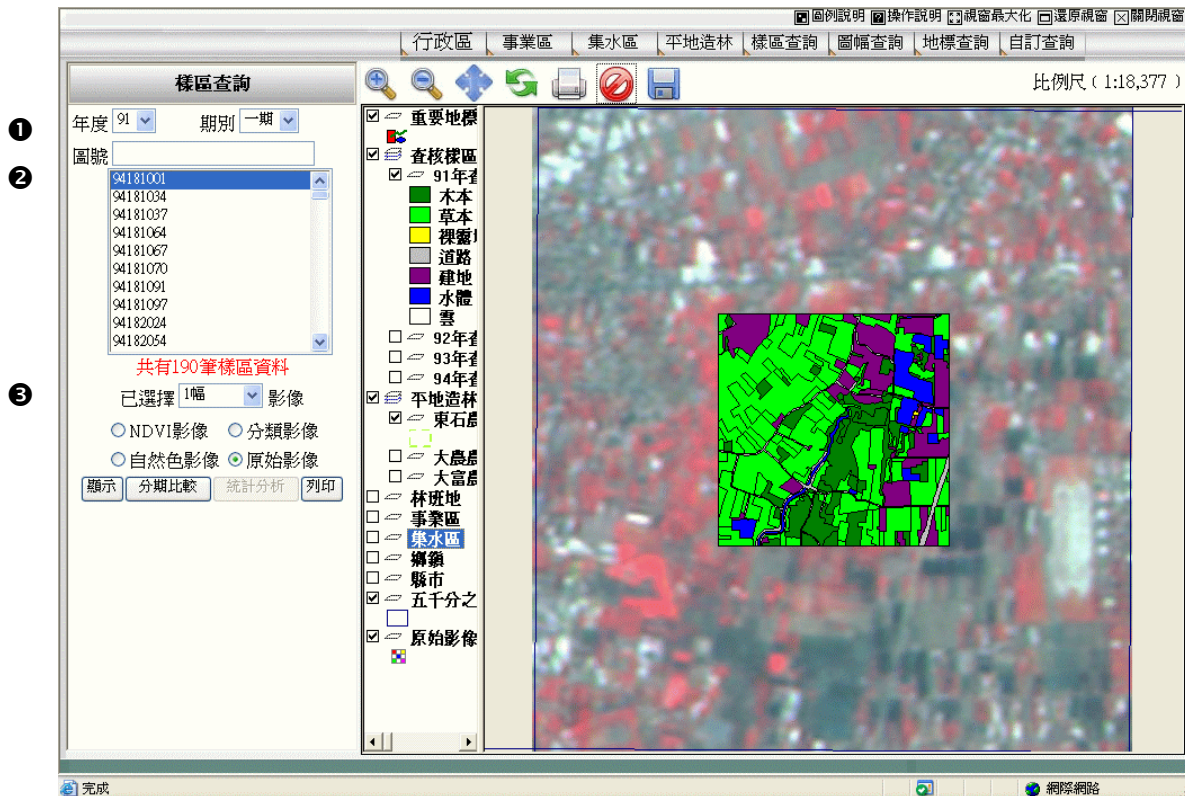 圖例說明 操作說明 視窗最大化 還原視窗 關閉視窗
行政區 事業區 集水區 平地造林 樣區查詢 圖幅查詢 地標查詢 自訂查詢
樣區查詢
比例尺（1:18,377）
❶
年度 91 期別 一期
圖號
❷
94181001
94181034
94181037
94181064
94181067
94181070
94181091
94181097
94182024
94182054
共有190筆樣區資料
❸
已選擇 1幅 影像
NDVI影像 分類影像
自然色影像 原始影像
顯示 分期比較 統計分析 列印
重要地標
查核樣區
91年查
木本
草本
裸露
道路
建地
水體
雲
92年查
93年查
94年查
平地造林
東石農
大農農
大富農
林班地
事業區
集水區
鄉鎮
縣市
五千分之
原始影像
完成
網際網路